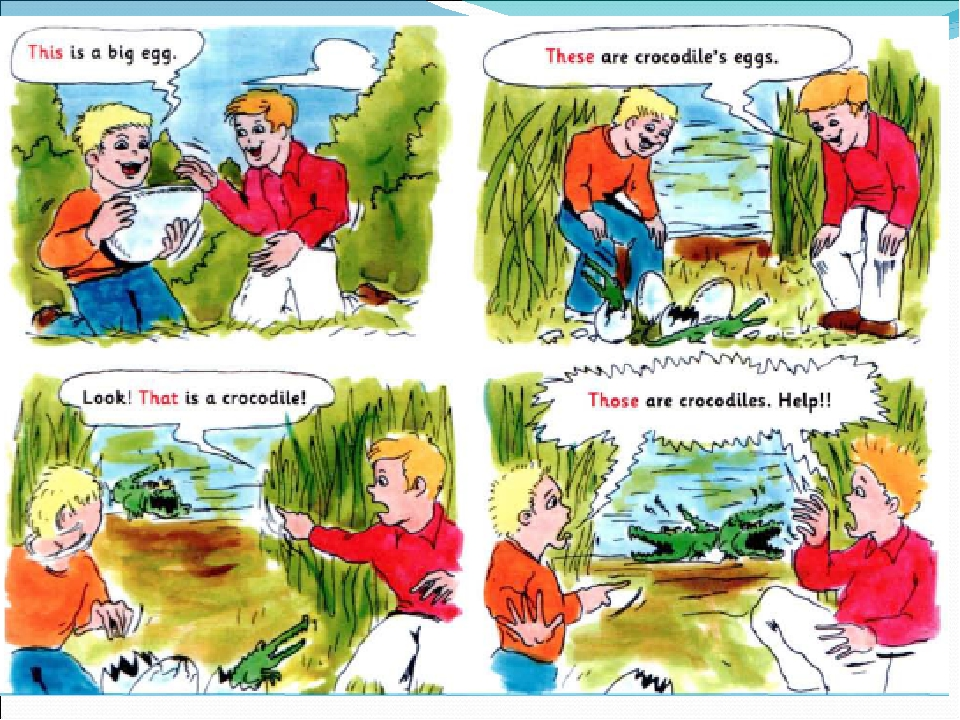 This is a big egg.
These are crocodile's eggs.
Look! That is a crocodile!
Those are crocodiles. Help!!